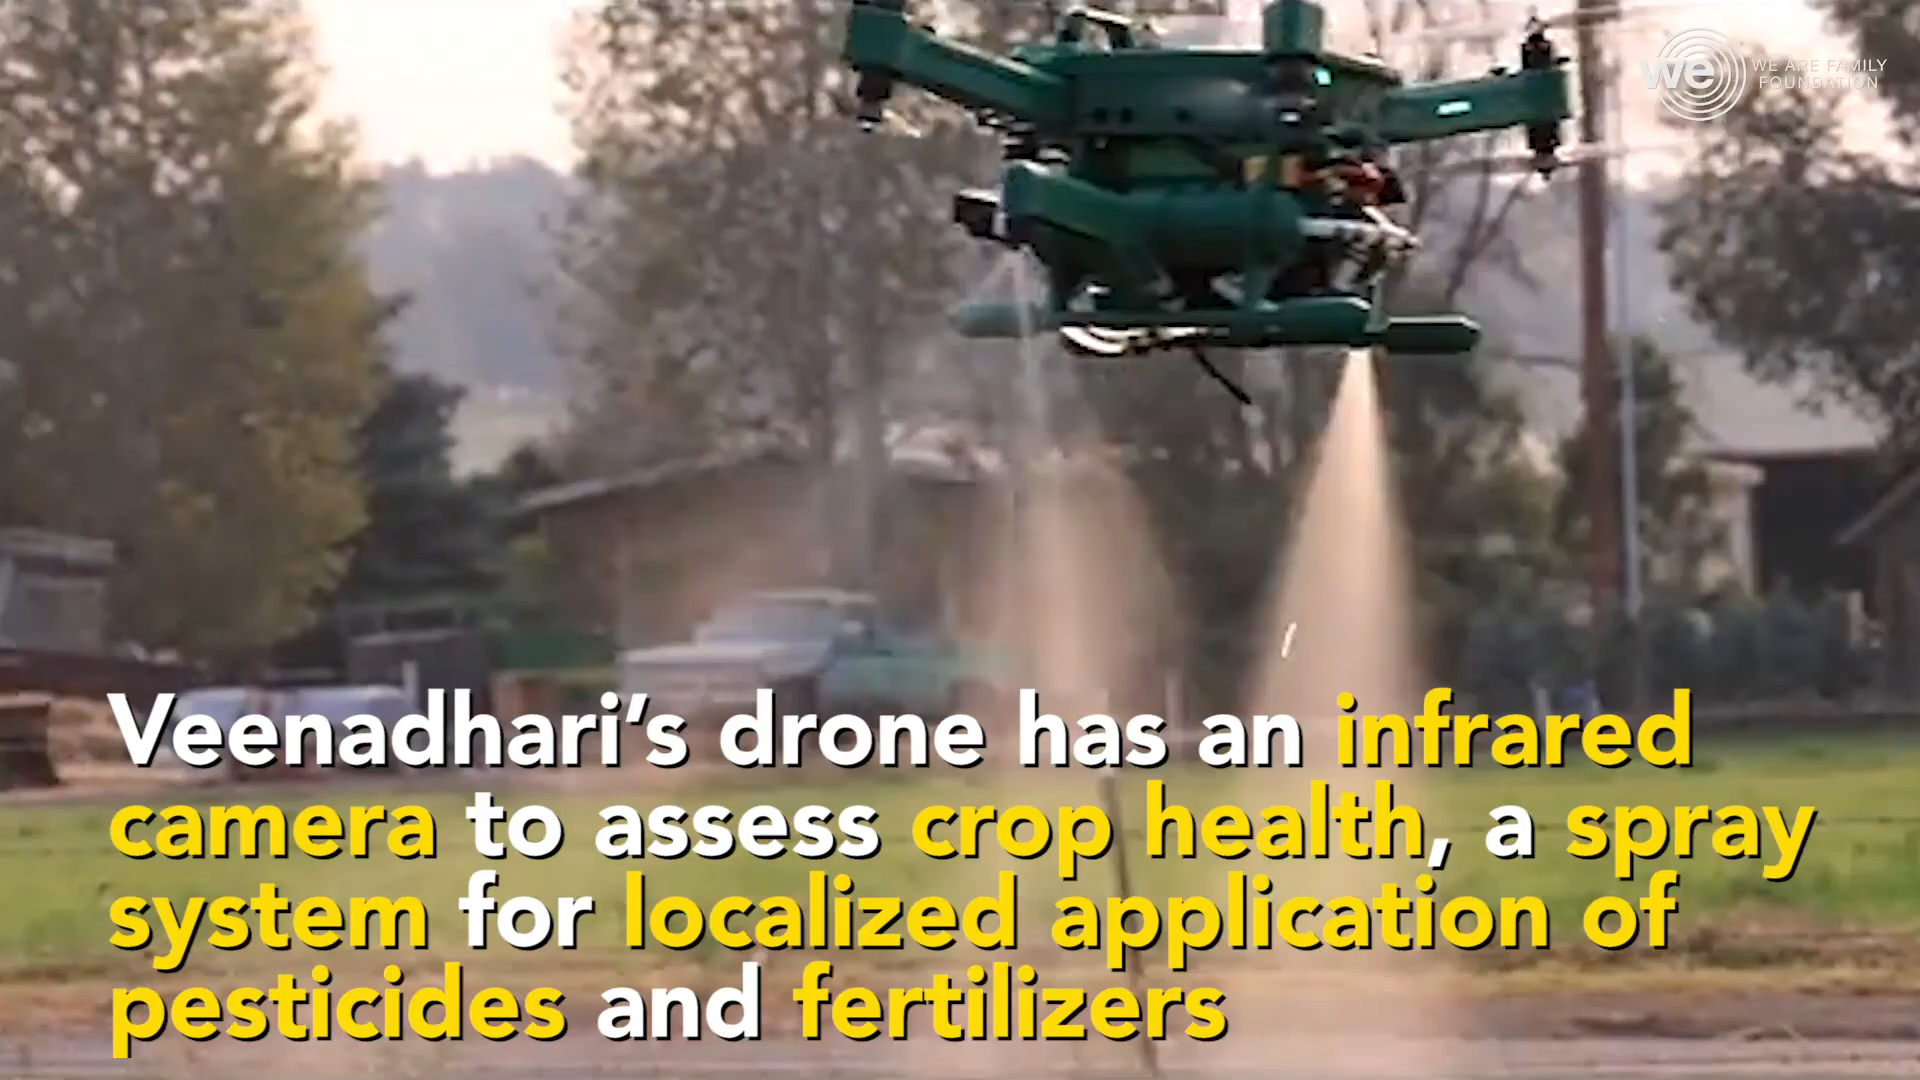 we WE ARE FAMILY
FOUNDATION
Veenadhari’s drone has an infrared
camera to assess crop health, a spray
system for localized application of
pesticides and fertilizers